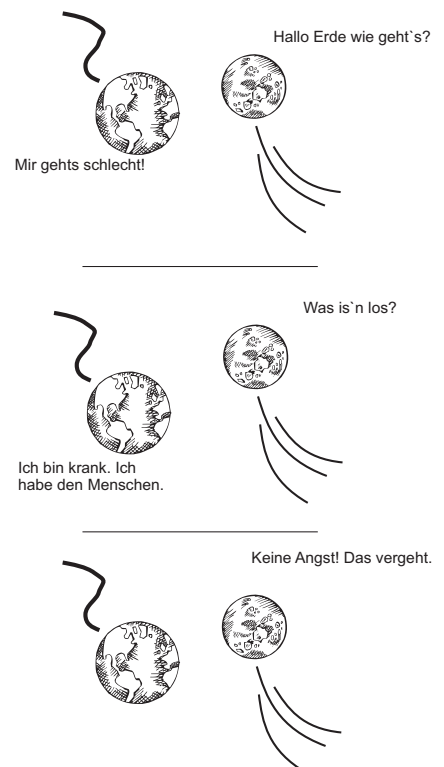 Hallo Erde wie geht`s?
Mir gehts schlecht!
Was is`n los?
Ich bin krank. Ich
habe den Menschen.
Keine Angst! Das vergeht.